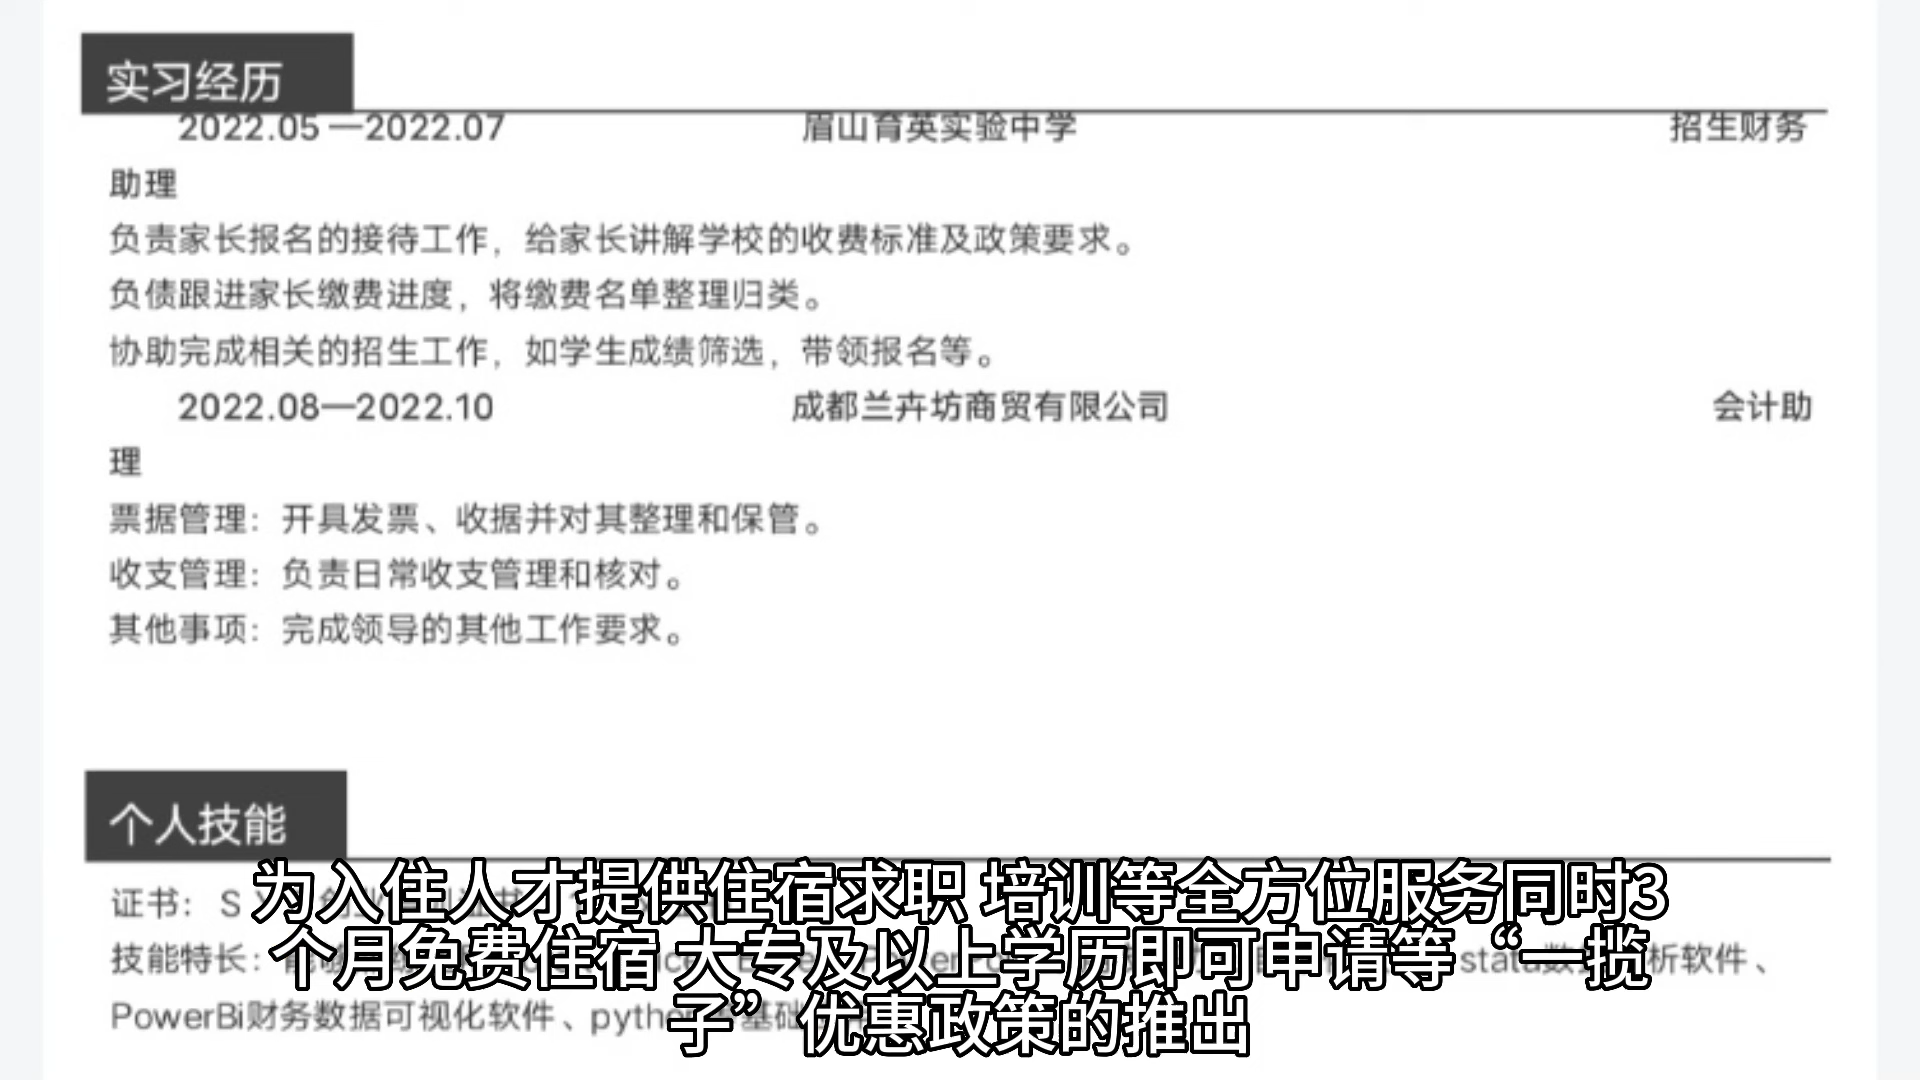 实习经历
2022.05 —2022.07 眉山育英实验中学 招生财务
助理
负责家长报名的接待工作，给家长讲解学校的收费标准及政策要求。
负债跟进家长缴费进度，将缴费名单整理归类。
协助完成相关的招生工作，如学生成绩筛选，带领报名等。
2022.08—2022.10 成都兰卉坊商贸有限公司 会计助
理
票据管理：开具发票、收据并对其整理和保管。
收支管理：负责日常收支管理和核对。
其他事项：完成领导的其他工作要求。
个人技能
证书：S
技能特长： stata数 析软件、
PowerBi财务数据可视化软件、pytho 基础
为入住人才提供住宿求职 培训等全方位服务同时3
个月免费住宿 大专及以上学历即可申请等“一揽
子”优惠政策的推出